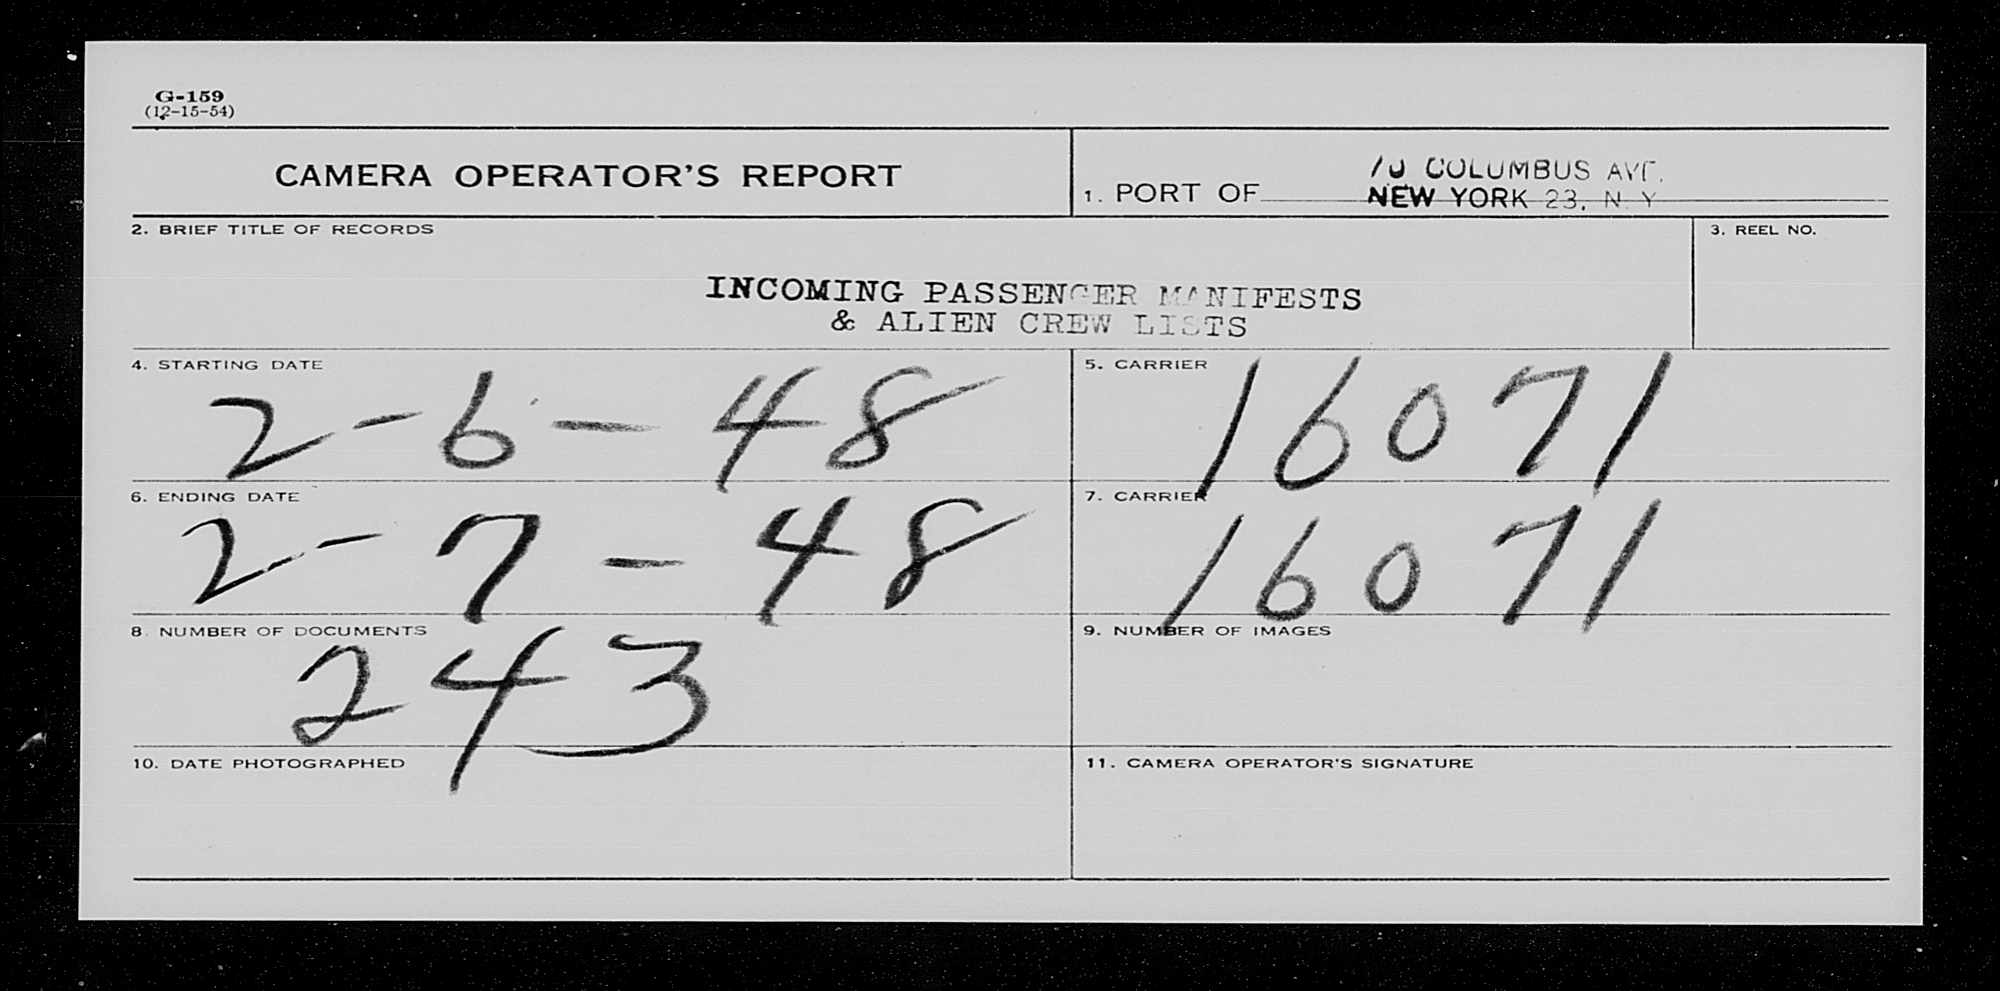 G-159
(12-15-54)
CAMERA OPERATOR'S REPORT
1. PORT OF
70 COLUMBUS AVE.
NEW YORK 23, N. Y.
2. BRIEF TITLE OF RECORDS
3. REEL NO.
INCOMING PASSENGER MANIFESTS
& ALIEN CREW LISTS
4. STARTING DATE
2-6-48
5. CARRIER
16071
6. ENDING DATE
2-7-48
7. CARRIER
16071
8. NUMBER OF DOCUMENTS
243
9. NUMBER OF IMAGES
10. DATE PHOTOGRAPHED
11. CAMERA OPERATOR'S SIGNATURE